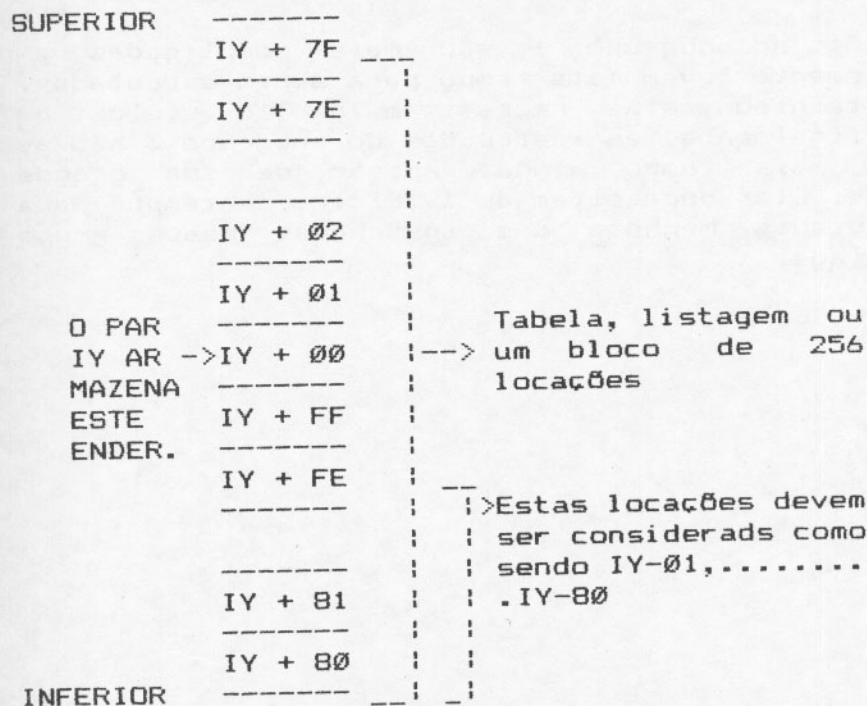 SUPERIOR -------
IY + 7F
-------
IY + 7E
-------
-------
IY + 02
-------
IY + Ø1
O PAR -------
IY AR ->IY + ØØ
MAZENA -------
ESTE IY + FF
ENDER. -------
IY + FE
-------
-------
IY + 81
-------
IY + 8Ø
INFERIOR -------
--> Tabela, listagem ou
um bloco de 256
locações
>Estas locações devem
ser considerads como
sendo IY-Ø1,........
.IY-8Ø